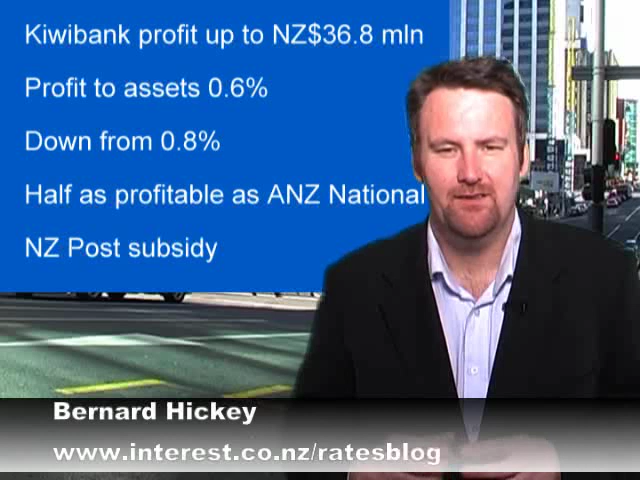 Kiwibank profit up to NZ$36.8 mln
Profit to assets 0.6%
Down from 0.8%
Half as profitable as ANZ National
NZ Post subsidy
Bernard Hickey
www.interest.co.nz/ratesblog